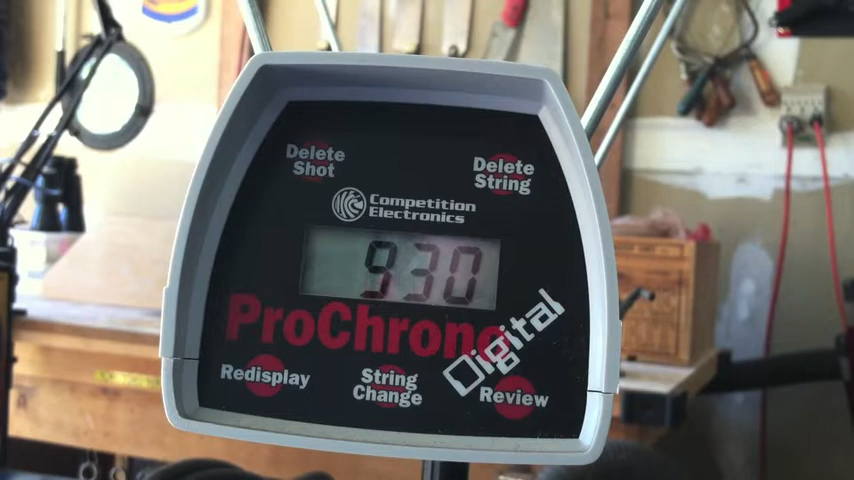 Delete
Shot
Delete
String
Competition
Electronics
930
ProChrono
Digital
Redisplay
String
Change
Review